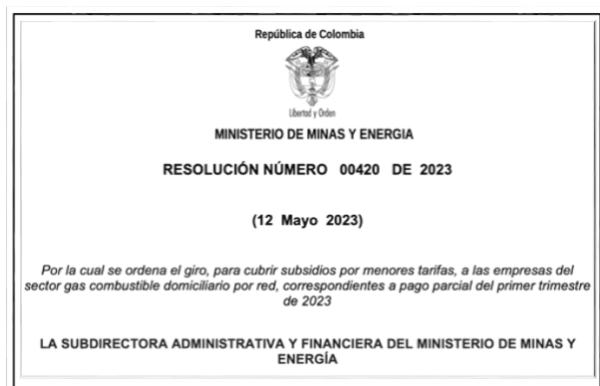 República de Colombia
Libertad y Orden
MINISTERIO DE MINAS Y ENERGIA
RESOLUCIÓN NÚMERO 00420 DE 2023
(12 Mayo 2023)
Por la cual se ordena el giro, para cubrir subsidios por menores tarifas, a las empresas del
sector gas combustible domiciliario por red, correspondientes a pago parcial del primer trimestre
de 2023
LA SUBDIRECTORA ADMINISTRATIVA Y FINANCIERA DEL MINISTERIO DE MINAS Y
ENERGÍA